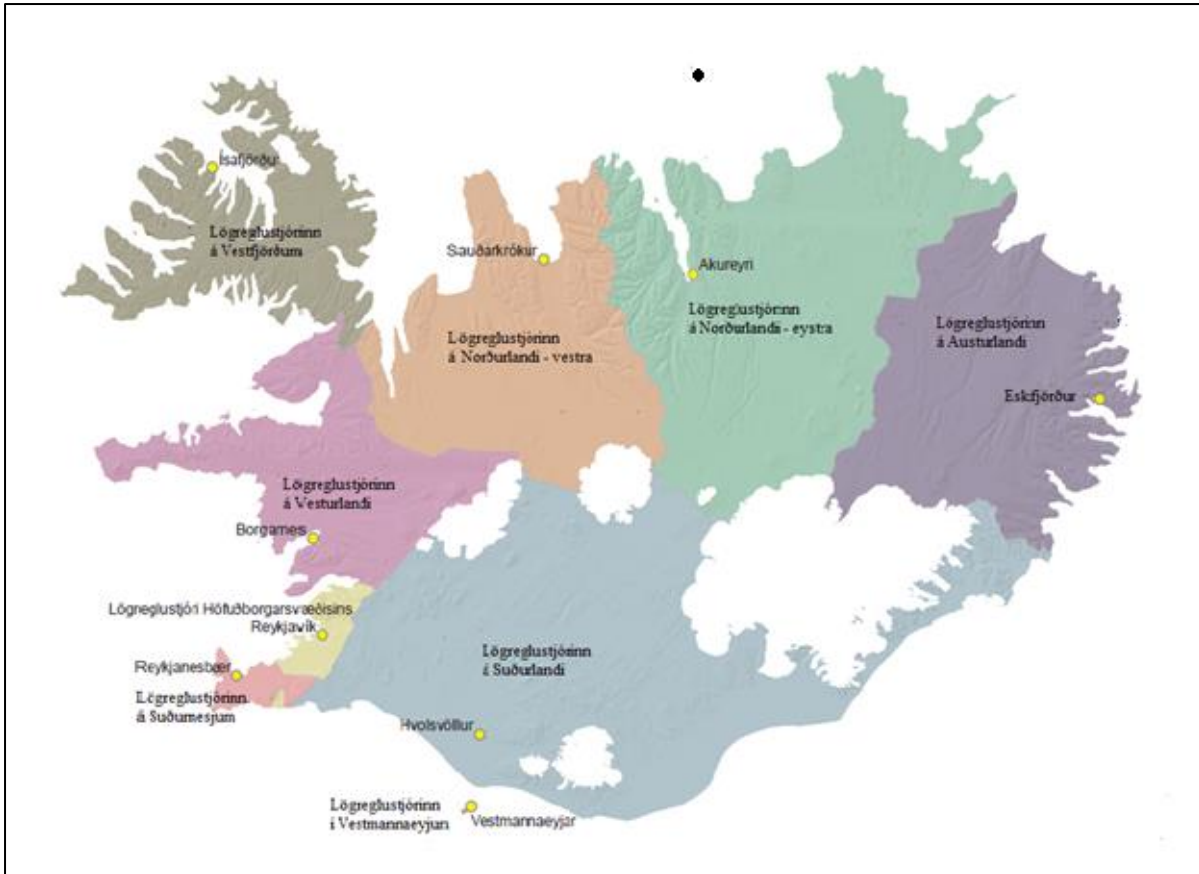 Ísafjörður
Lögreglustjórinn
á Vestfjörðum
Sauðárkrókur
Akureyri
Lögreglustjórinn
á Norðurlandi - eystra
Lögreglustjórinn
á Norðurlandi - vestra
Lögreglustjórinn
á Austurlandi
Eskifjörður
Lögreglustjórinn
á Vesturlandi
Borgarnes
Lögreglustjóri Höfuðborgarsvæðisins
Reykjavík
Reykjanesbær
Lögreglustjórinn
á Suðurnesjum
Lögreglustjórinn
á Suðurlandi
Hvolsvöllur
Lögreglustjórinn
í Vestmannaeyjum
Vestmannaeyjar